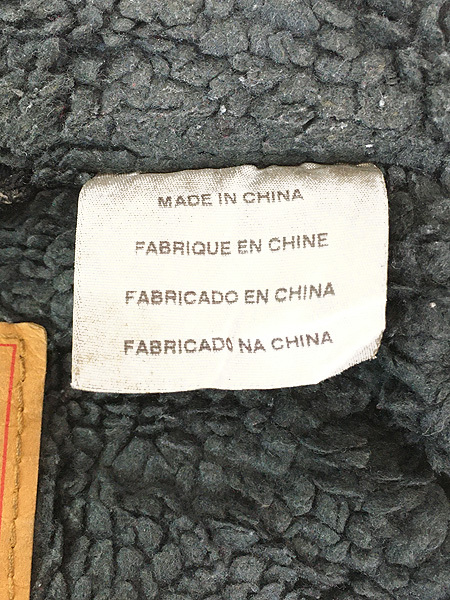 MADE IN CHINA
FABRIQUE EN CHINE
FABRICADO EN CHINA
FABRICADO NA CHINA